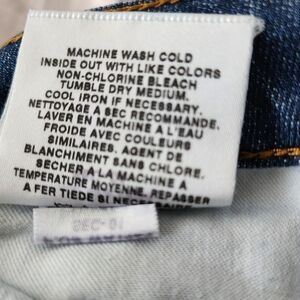 MACHINE WASH COLD
INSIDE OUT WITH LIKE COLORS
NON-CHLORINE BLEACH
TUMBLE DRY MEDIUM.
COOL IRON IF NECESSARY.
NETTOYAGE A SEC RECOMMANDE.
LAVER EN MACHINE A L'EAU
FROIDE AVEC COULEURS
SIMILAIRES. AGENT DE
BLANCHIMENT SANS CHLORE.
SECHER A LA MACHINE A
TEMPERATURE MOYENNE. REPASSER
A FER TIEDE SI NECESSAIRE